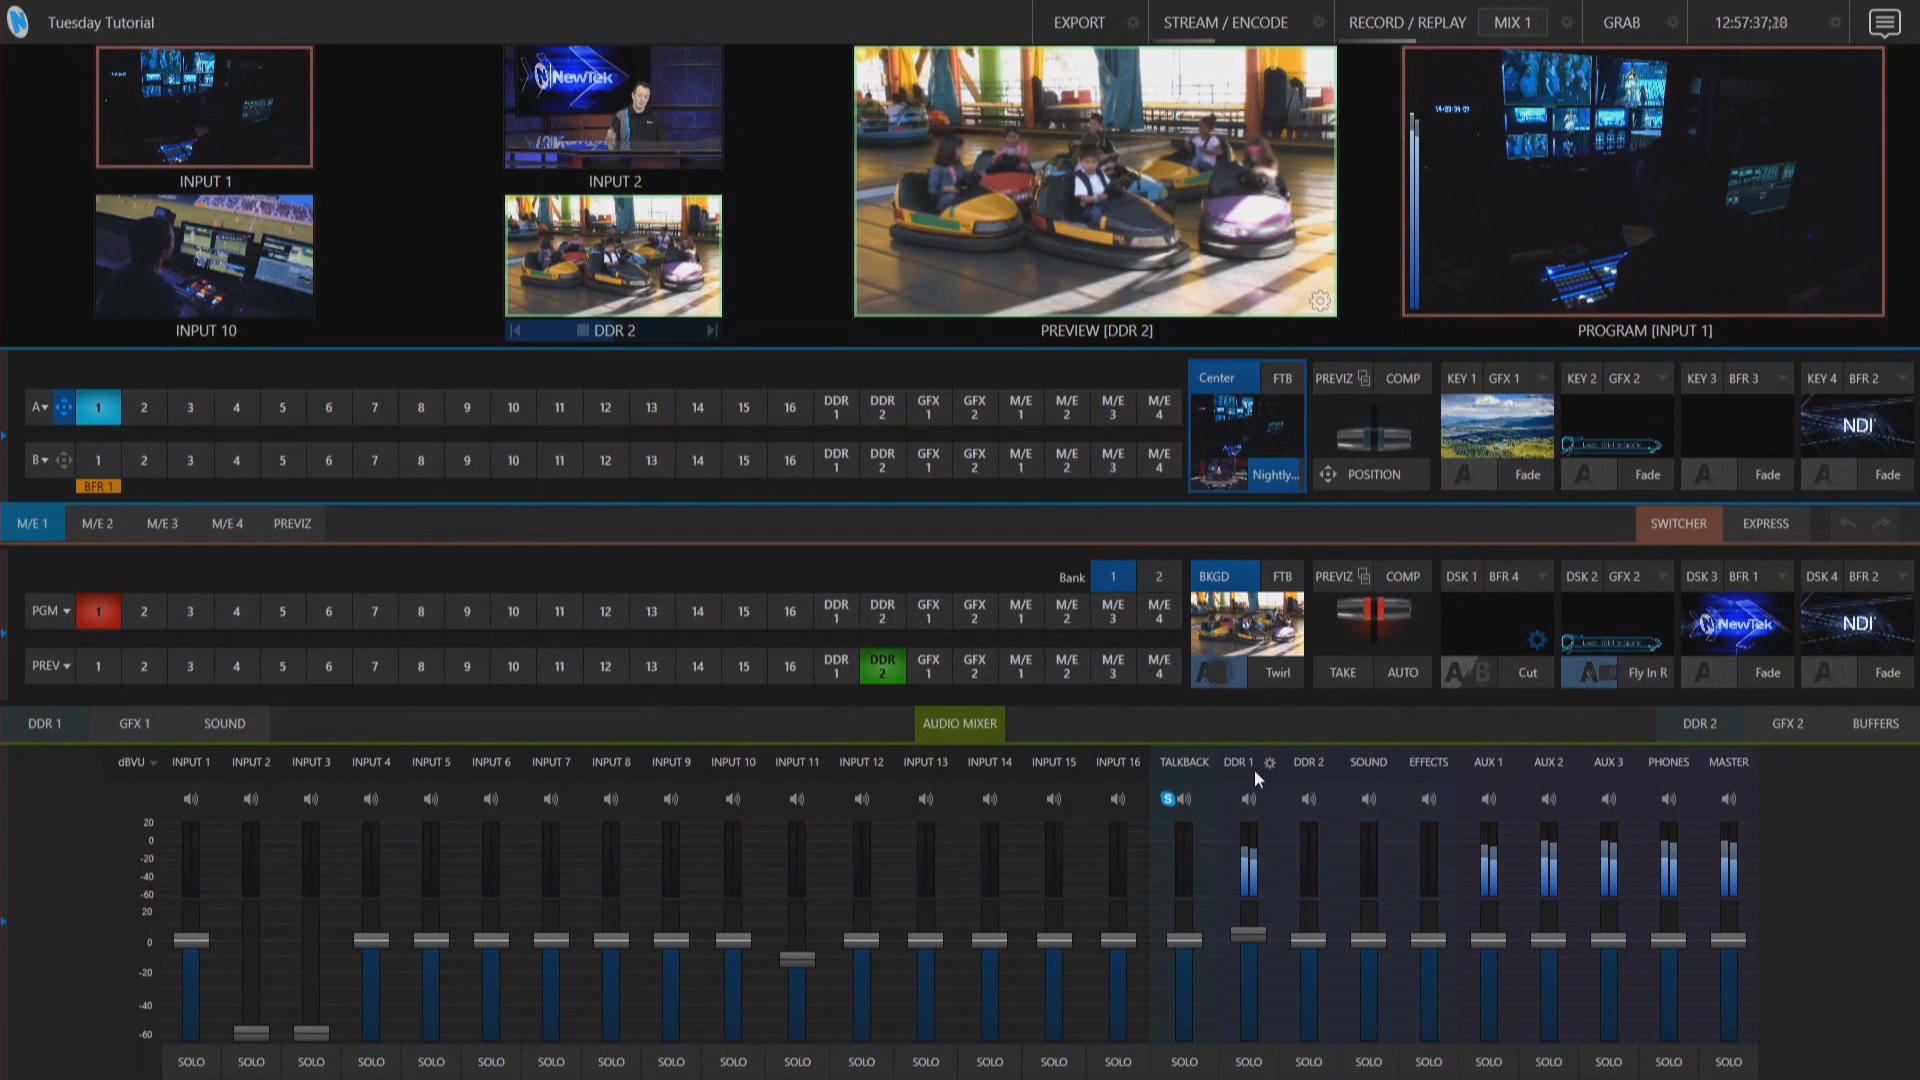 Tuesday Tutorial
EXPORT
STREAM / ENCODE
RECORD / REPLAY
MIX 1
GRAB
12:57:37;28
NewTek
INPUT 1
INPUT 2
INPUT 10
DDR 2
PREVIEW [DDR 2]
PROGRAM [INPUT 1]
Center FTB PREVIZ COMP KEY 1 GFX 1 KEY 2 GFX 2 KEY 3 BFR 3 KEY 4 BFR 2
A 1 2 3 4 5 6 7 8 9 10 11 12 13 14 15 16 DDR 1 DDR 2 GFX 1 GFX 2 M/E 1 M/E 2 M/E 3 M/E 4
NDI
B 1 2 3 4 5 6 7 8 9 10 11 12 13 14 15 16 DDR 1 DDR 2 GFX 1 GFX 2 M/E 1 M/E 2 M/E 3 M/E 4
Nightly... POSITION Fade Fade Fade Fade
BFR 1
M/E 1 M/E 2 M/E 3 M/E 4 PREVIZ SWITCHER EXPRESS
Bank 1 2 BKGD FTB PREVIZ COMP DSK 1 BFR 4 DSK 2 GFX 2 DSK 3 BFR 1 DSK 4 BFR 2
PGM 1 2 3 4 5 6 7 8 9 10 11 12 13 14 15 16 DDR 1 DDR 2 GFX 1 GFX 2 M/E 1 M/E 2 M/E 3 M/E 4
NewTek NDI
PREV 1 2 3 4 5 6 7 8 9 10 11 12 13 14 15 16 DDR 1 DDR 2 GFX 1 GFX 2 M/E 1 M/E 2 M/E 3 M/E 4
Twirl TAKE AUTO A B Cut Fly In R Fade Fade
DDR 1 GFX 1 SOUND AUDIO MIXER DDR 2 GFX 2 BUFFERS
dBVU INPUT 1 INPUT 2 INPUT 3 INPUT 4 INPUT 5 INPUT 6 INPUT 7 INPUT 8 INPUT 9 INPUT 10 INPUT 11 INPUT 12 INPUT 13 INPUT 14 INPUT 15 INPUT 16 TALKBACK DDR 1 DDR 2 SOUND EFFECTS AUX 1 AUX 2 AUX 3 PHONES MASTER
20
0
-20
-40
-60
20
0
-20
-40
-60
SOLO SOLO SOLO SOLO SOLO SOLO SOLO SOLO SOLO SOLO SOLO SOLO SOLO SOLO SOLO SOLO SOLO SOLO SOLO SOLO SOLO SOLO SOLO SOLO SOLO SOLO